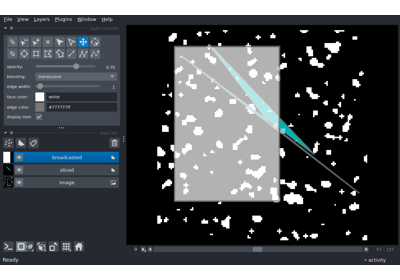 File View Layers Plugins Window Help
opacity: 0.70
blending: translucent
edge width: 1
face color: white
edge color: #777777ff
display text:
broadcasted
sliced
Image
Ready
activity